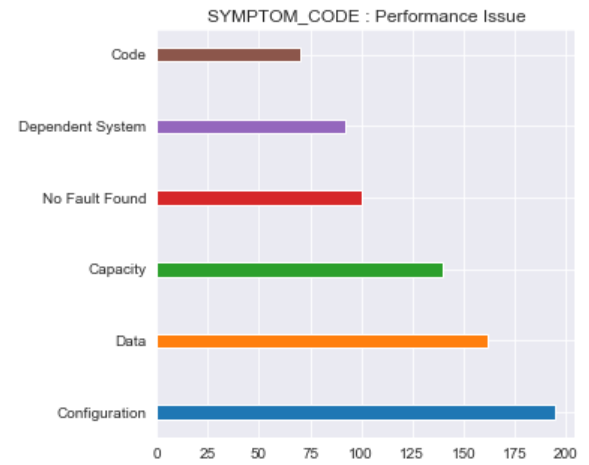 SYMPTOM_CODE : Performance Issue
Code
Dependent System
No Fault Found
Capacity
Data
Configuration
0 25 50 75 100 125 150 175 200